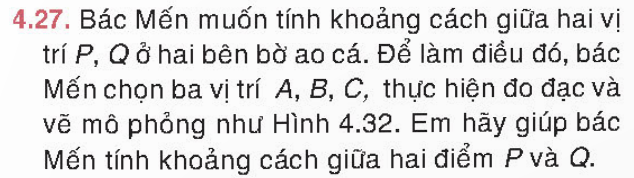 4.27. Bác Mến muốn tính khoảng cách giữa hai vị
trí P, Q ở hai bên bờ ao cá. Để làm điều đó, bác
Mến chọn ba vị trí A, B, C, thực hiện đo đạc và
vẽ mô phỏng như Hình 4.32. Em hãy giúp bác
Mến tính khoảng cách giữa hai điểm P và Q.